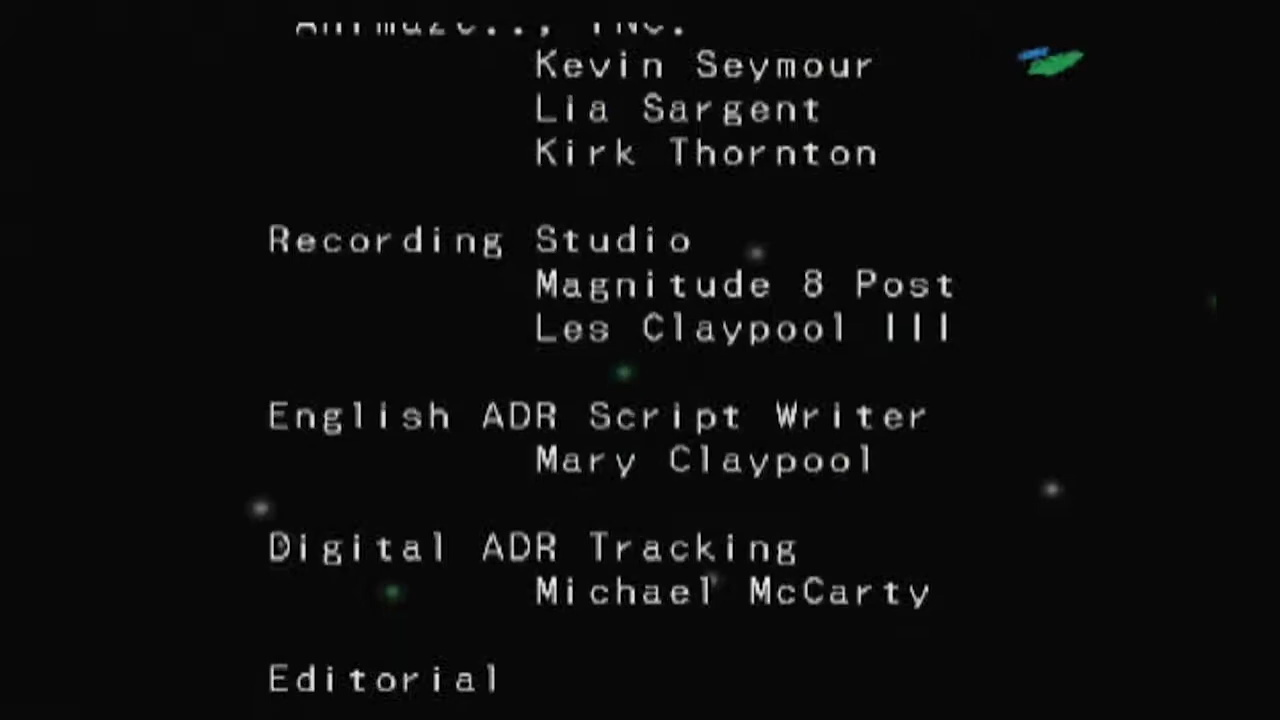 Kevin Seymour
Lia Sargent
Kirk Thornton
Recording Studio
Magnitude 8 Post
Les Claypool III
English ADR Script Writer
Mary Claypool
Digital ADR Tracking
Michael McCarty
Editorial